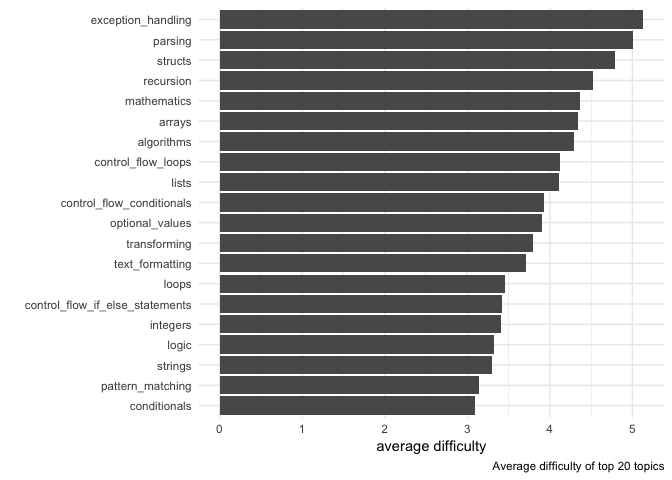 exception_handling
parsing
structs
recursion
mathematics
arrays
algorithms
control_flow_loops
lists
control_flow_conditionals
optional_values
transforming
text_formatting
loops
control_flow_if_else_statements
integers
logic
strings
pattern_matching
conditionals
0 1 2 3 4 5
average difficulty
Average difficulty of top 20 topics